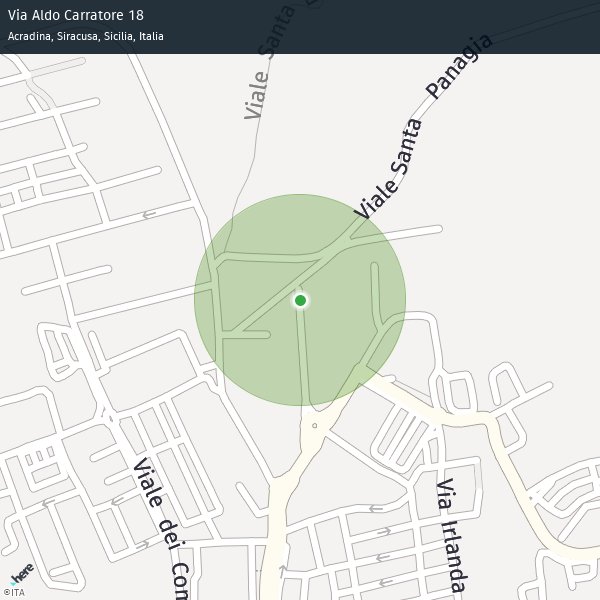 Via Aldo Carratore 18
Acradina, Siracusa, Sicilia, Italia
Viale Santa
Viale Santa Panagia
Viale dei Com
Via Irlanda
here
©ITA